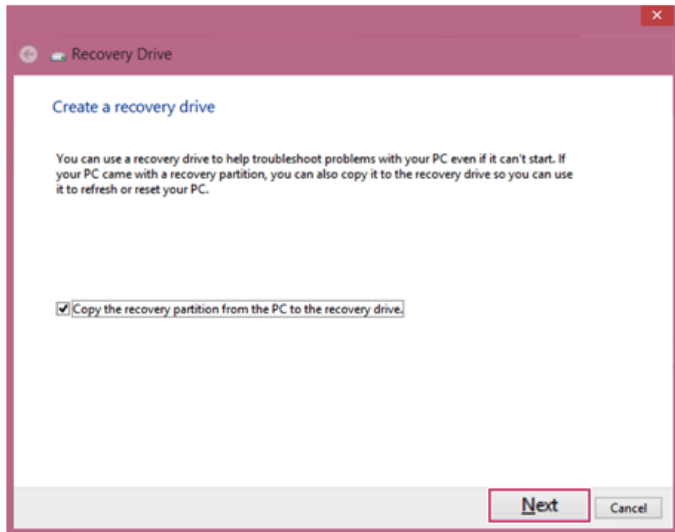 Recovery Drive
Create a recovery drive
You can use a recovery drive to help troubleshoot problems with your PC even if it can't start. If
your PC came with a recovery partition, you can also copy it to the recovery drive so you can use
it to refresh or reset your PC.
Copy the recovery partition from the PC to the recovery drive.
Next
Cancel